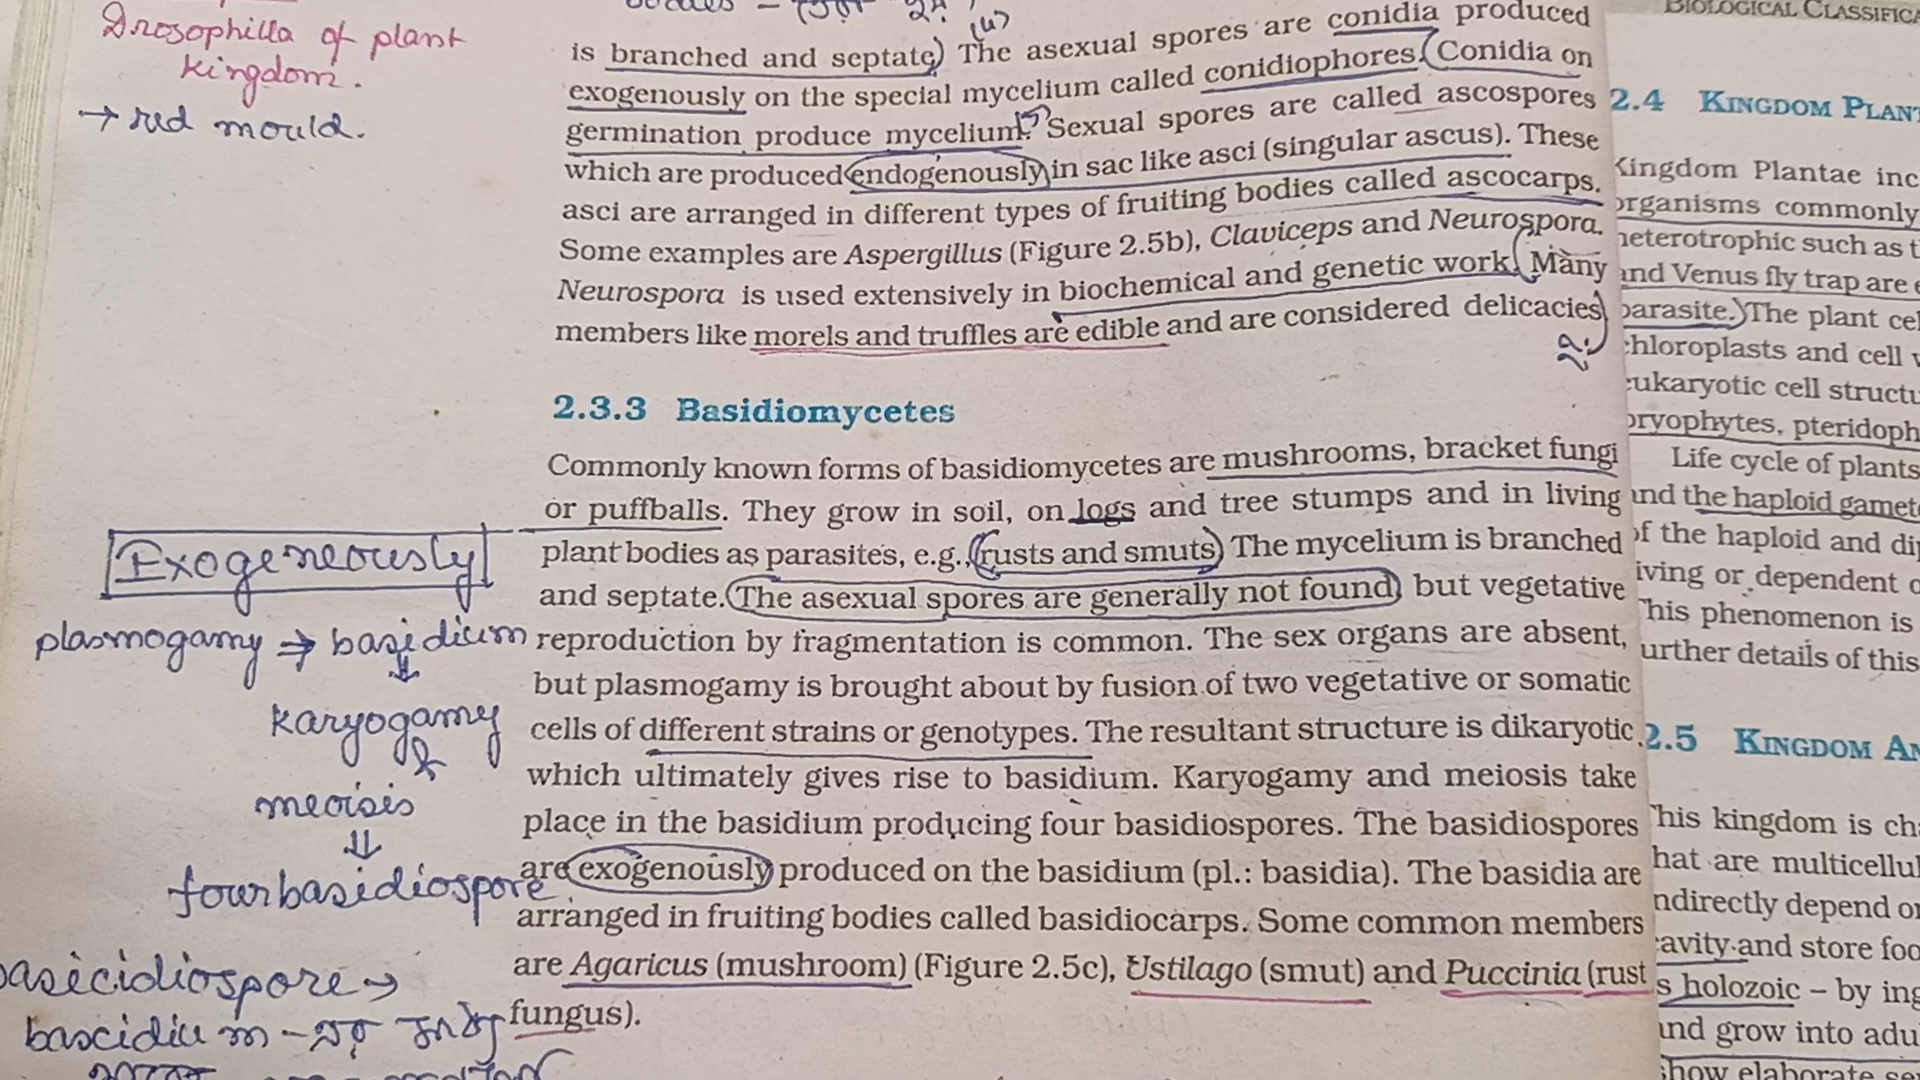 Drosophilla of plant
kingdom.
→ red mould.
is branched and septate) The asexual spores are conidia produced
exogenously on the special mycelium called conidiophores. (Conidia on
germination produce mycelium. Sexual spores are called ascospores
which are produced endogenously in sac like asci (singular ascus). These
asci are arranged in different types of fruiting bodies called ascocarps.
Some examples are Aspergillus (Figure 2.5b), Claviceps and Neurospora.
Neurospora is used extensively in biochemical and genetic work. (Many
members like morels and truffles are edible and are considered delicacies)
2.3.3 Basidiomycetes
Commonly known forms of basidiomycetes are mushrooms, bracket fungi
or puffballs. They grow in soil, on logs and tree stumps and in living
plant bodies as parasites, e.g., (rusts and smuts) The mycelium is branched
and septate. (The asexual spores are generally not found) but vegetative
reproduction by fragmentation is common. The sex organs are absent,
but plasmogamy is brought about by fusion of two vegetative or somatic
cells of different strains or genotypes. The resultant structure is dikaryotic
which ultimately gives rise to basidium. Karyogamy and meiosis take
place in the basidium producing four basidiospores. The basidiospores
are exogenously produced on the basidium (pl.: basidia). The basidia are
arranged in fruiting bodies called basidiocarps. Some common members
are Agaricus (mushroom) (Figure 2.5c), Ustilago (smut) and Puccinia (rust
fungus).
Exogeneously
plasmogamy ⇒ basidium
↓
karyogamy
&
meoisis
⇓
four basidiospore
basecidiospore →
bascidium -
BIOLOGICAL CLASSIFICA
2.4 KINGDOM PLANT
Kingdom Plantae inc
organisms commonly
heterotrophic such as t
and Venus fly trap are e
parasite.) The plant cel
chloroplasts and cell w
eukaryotic cell structu
bryophytes, pteridoph
Life cycle of plants
and the haploid gameto
of the haploid and dip
living or dependent o
This phenomenon is
further details of this
2.5 KINGDOM AN
This kingdom is cha
that are multicellul
indirectly depend on
cavity and store foo
is holozoic – by ing
and grow into adu
show elaborate se